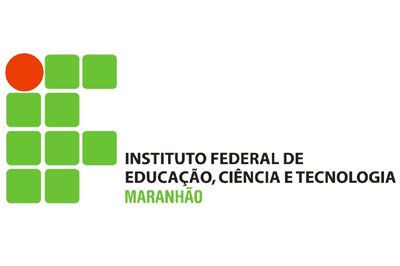 INSTITUTO FEDERAL DE
EDUCAÇÃO, CIÊNCIA E TECNOLOGIA
MARANHÃO